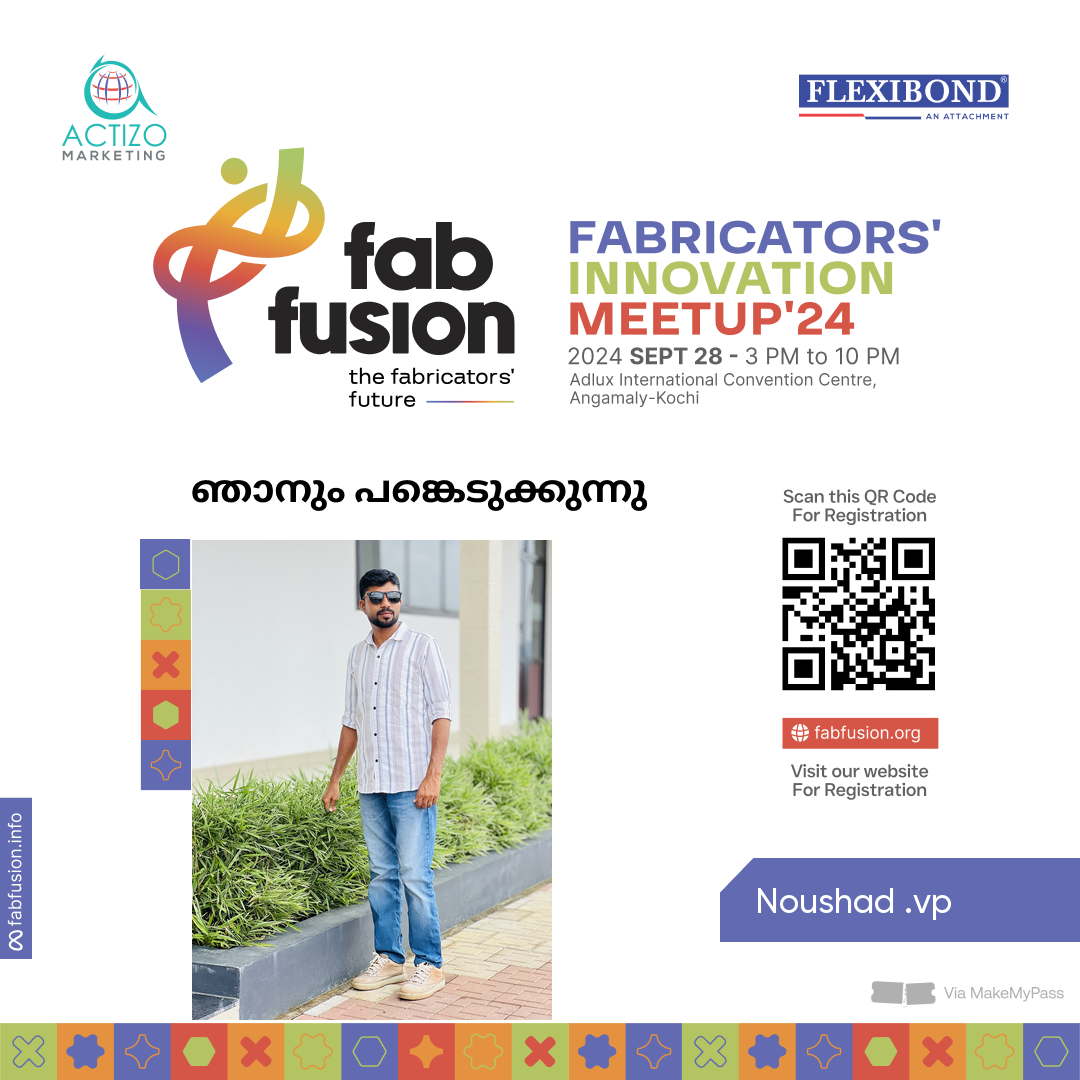 ACTIZO
MARKETING
FLEXIBOND®
AN ATTACHMENT
fab
fusion
the fabricators'
future
FABRICATORS'
INNOVATION
MEETUP'24
2024 SEPT 28 - 3 PM to 10 PM
Adlux International Convention Centre,
Angamaly-Kochi
ഞാനും പങ്കെടുക്കുന്നു
Scan this QR Code
For Registration
fabfusion.org
Visit our website
For Registration
fabfusion.info
Noushad .vp
Via MakeMyPass